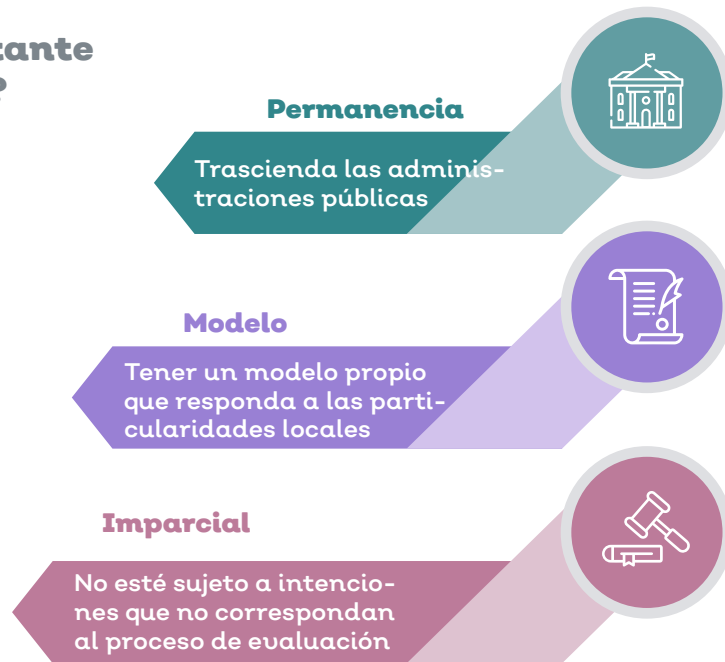 ?
Permanencia
Trascienda las adminis-
traciones públicas
Modelo
Tener un modelo propio
que responda a las parti-
cularidades locales
Imparcial
No esté sujeto a intencio-
nes que no correspondan
al proceso de evaluación